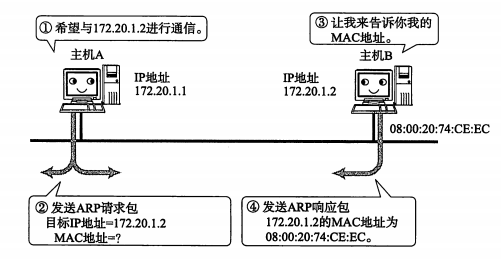 ① 希望与172.20.1.2进行通信。
③ 让我来告诉你我的
MAC地址。
主机A
主机B
IP地址
172.20.1.1
IP地址
172.20.1.2
08:00:20:74:CE:EC
② 发送ARP请求包
目标IP地址=172.20.1.2
MAC地址=?
④ 发送ARP响应包
172.20.1.2的MAC地址为
08:00:20:74:CE:EC。